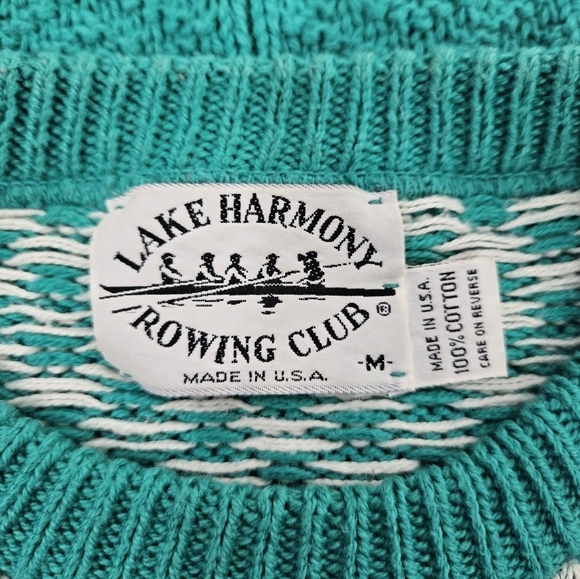 LAKE HARMONY
ROWING CLUB ®
-M-
MADE IN U.S.A.
MADE IN U.S.A.
100% COTTON
CARE ON REVERSE